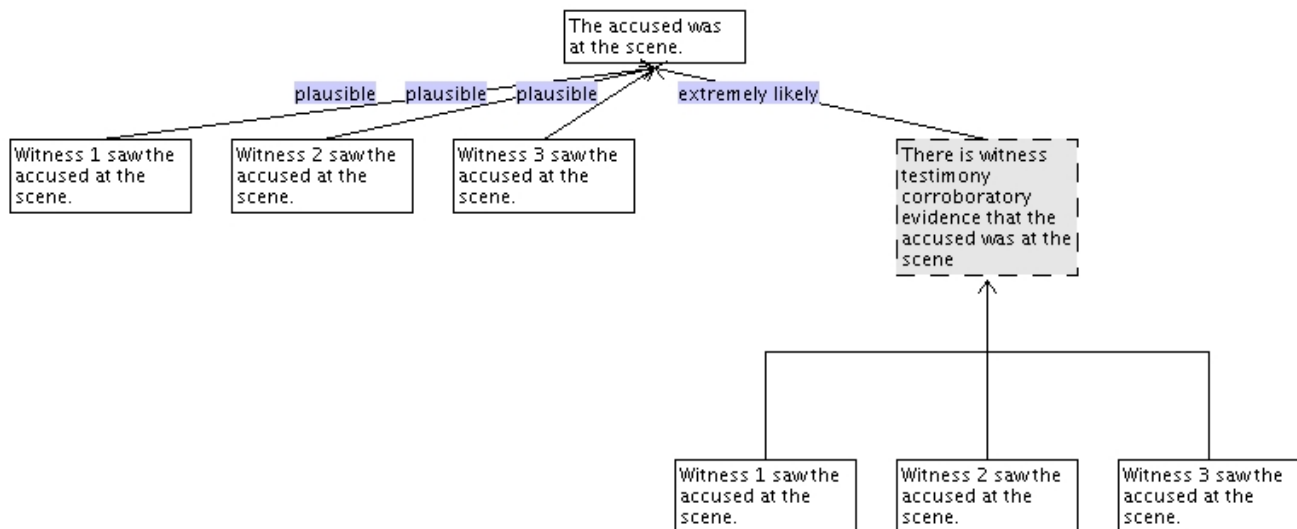 The accused was
at the scene.
plausible
plausible
plausible
extremely likely
Witness 1 saw the
accused at the
scene.
Witness 2 saw the
accused at the
scene.
Witness 3 saw the
accused at the
scene.
There is witness
testimony
corroboratory
evidence that the
accused was at the
scene
Witness 1 saw the
accused at the
scene.
Witness 2 saw the
accused at the
scene.
Witness 3 saw the
accused at the
scene.